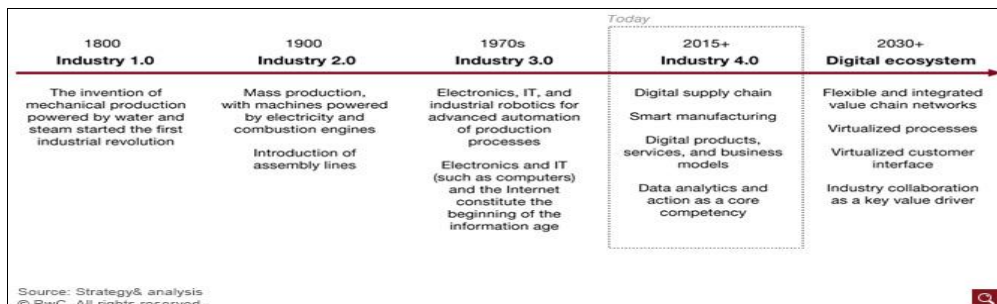 Today
1800
Industry 1.0
The invention of
mechanical production
powered by water and
steam started the first
industrial revolution
1900
Industry 2.0
Mass production,
with machines powered
by electricity and
combustion engines
Introduction of
assembly lines
1970s
Industry 3.0
Electronics, IT, and
industrial robotics for
advanced automation
of production
processes
Electronics and IT
(such as computers)
and the Internet
constitute the
beginning of the
information age
2015+
Industry 4.0
Digital supply chain
Smart manufacturing
Digital products,
services, and business
models
Data analytics and
action as a core
competency
2030+
Digital ecosystem
Flexible and integrated
value chain networks
Virtualized processes
Virtualized customer
interface
Industry collaboration
as a key value driver
Source: Strategy& analysis
© PwC. All rights reserved.